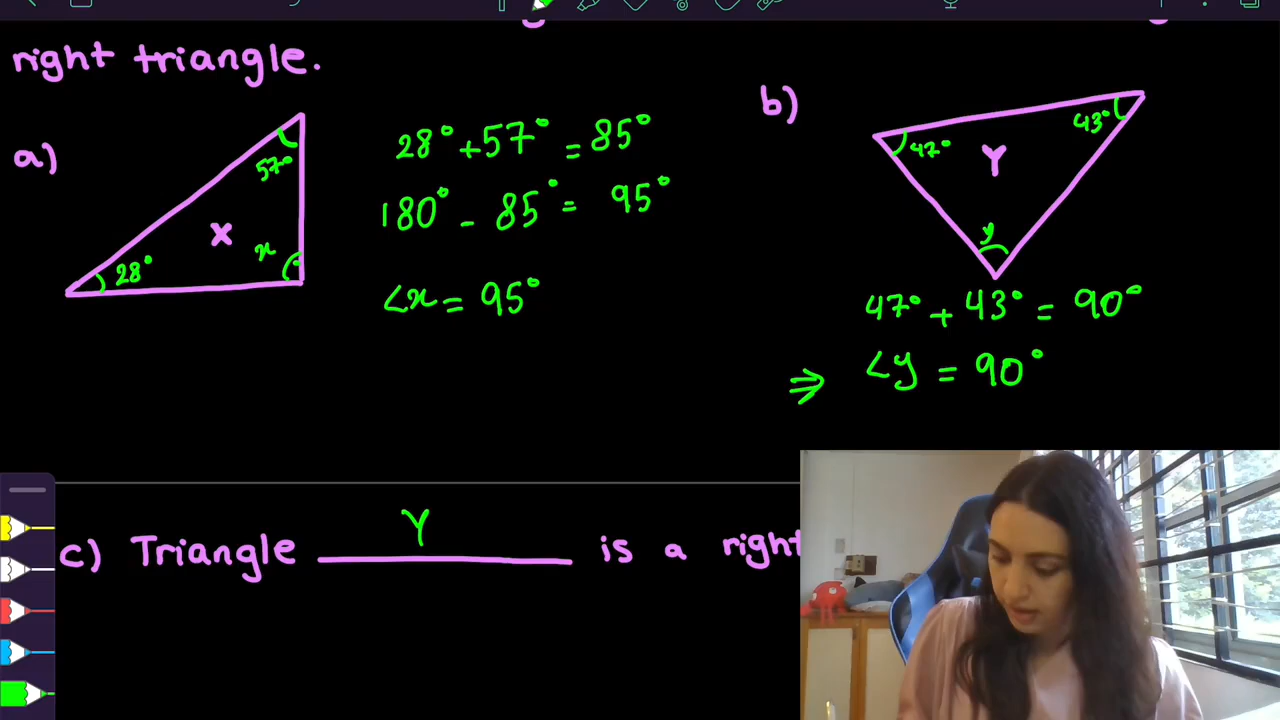 right triangle.
a)
57°
x
X
28°
28° + 57° = 85°
180° - 85° = 95°
∠x = 95°
b)
47°
43°
Y
y
47° + 43° = 90°
⇒ ∠y = 90°
c) Triangle Y is a right